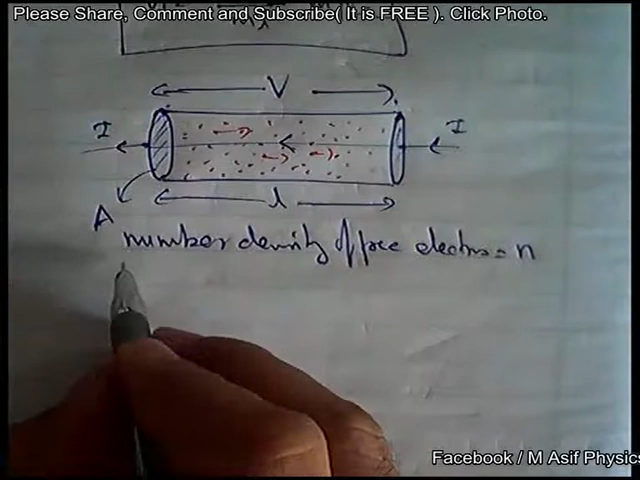 Please Share, Comment and Subscribe( It is FREE ). Click Photo.
V
I
I
l
A
number density of free electrons = n
Facebook / M Asif Physics